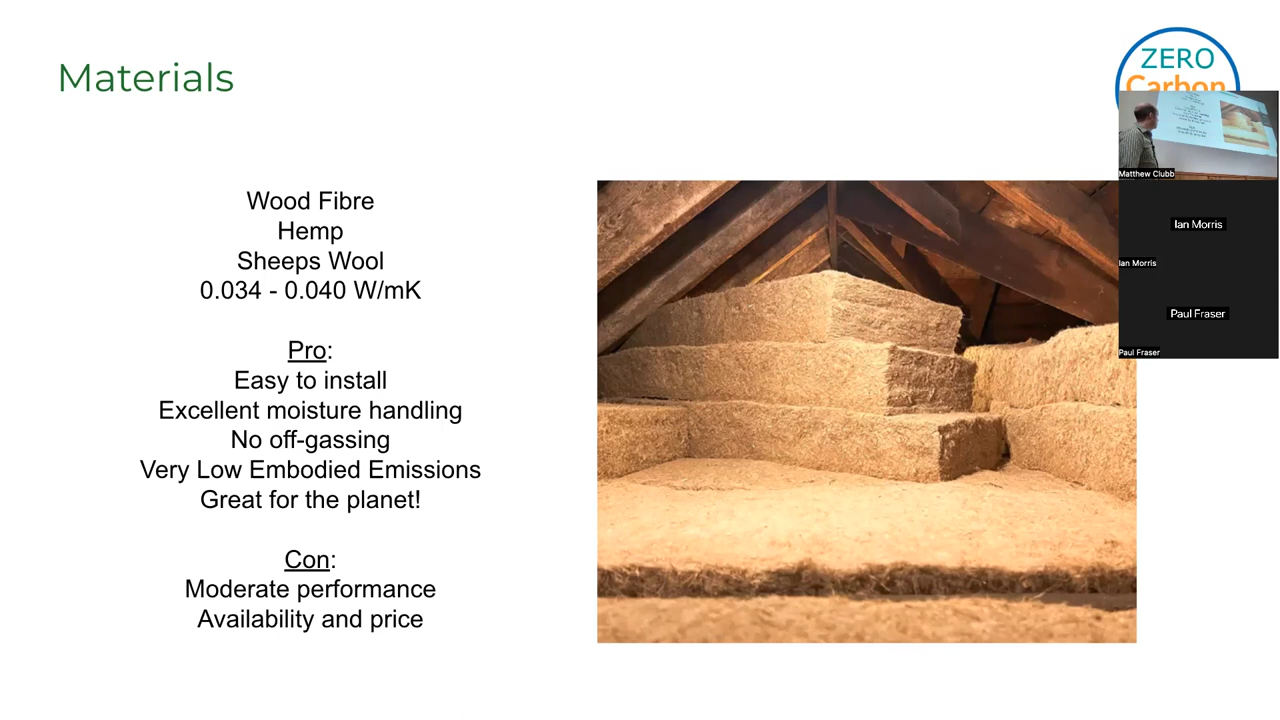 Materials
ZERO
Carbon
Wood Fibre
Hemp
Sheeps Wool
0.034 - 0.040 W/mK
Pro:
Easy to install
Excellent moisture handling
No off-gassing
Very Low Embodied Emissions
Great for the planet!
Con:
Moderate performance
Availability and price
Matthew Clubb
Ian Morris
Ian Morris
Paul Fraser
Paul Fraser